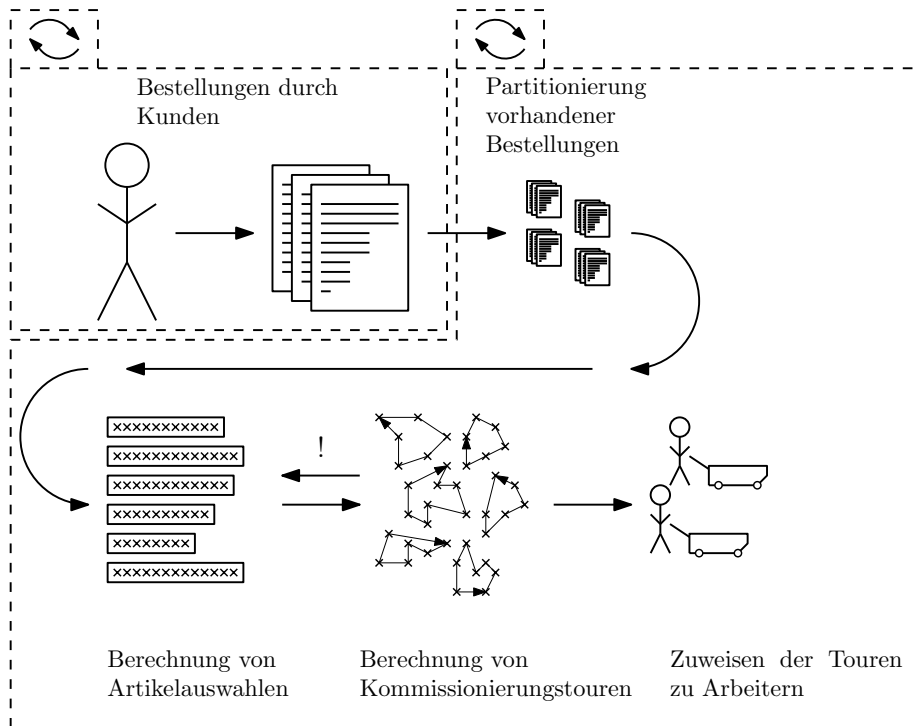 Bestellungen durch
Kunden
Partitionierung
vorhandener
Bestellungen
!
Berechnung von
Artikelauswahlen
Berechnung von
Kommissionierungstouren
Zuweisen der Touren
zu Arbeitern